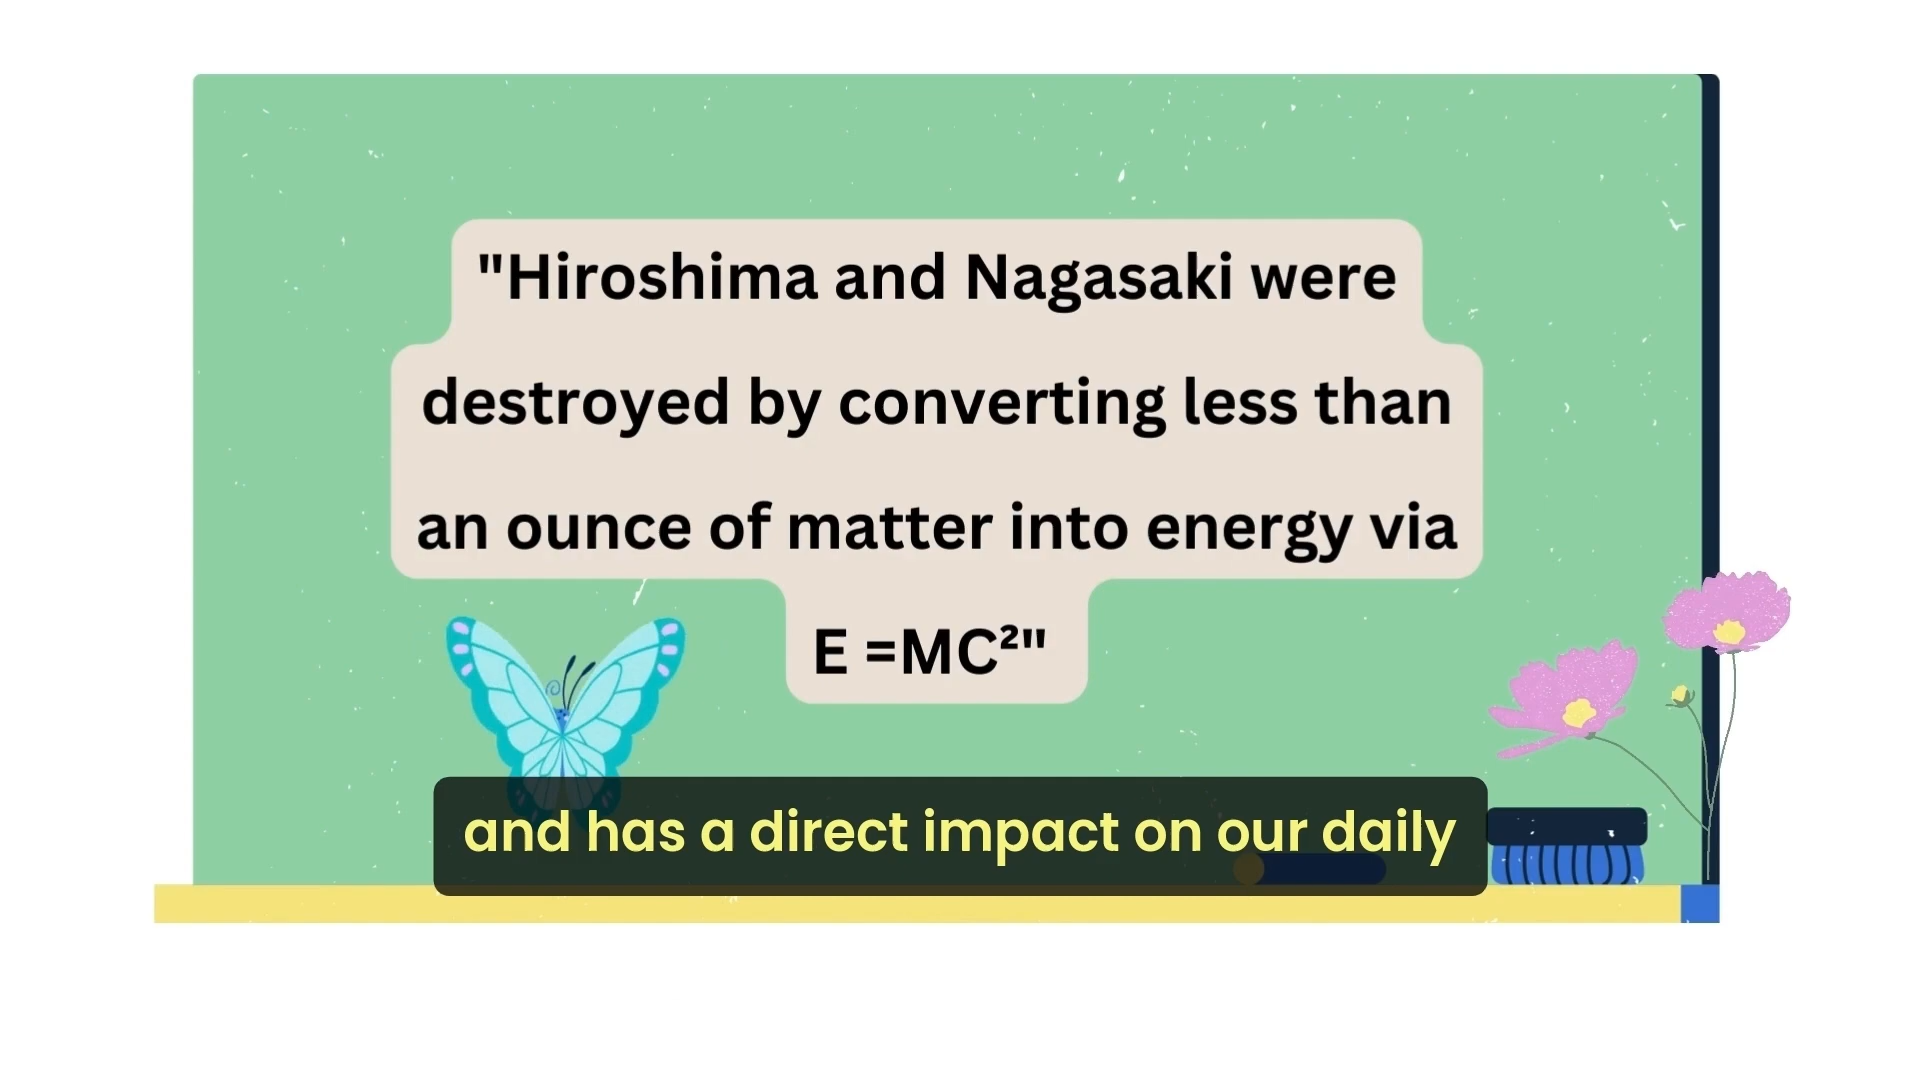 "Hiroshima and Nagasaki were
destroyed by converting less than
an ounce of matter into energy via
E =MC²"
and has a direct impact on our daily